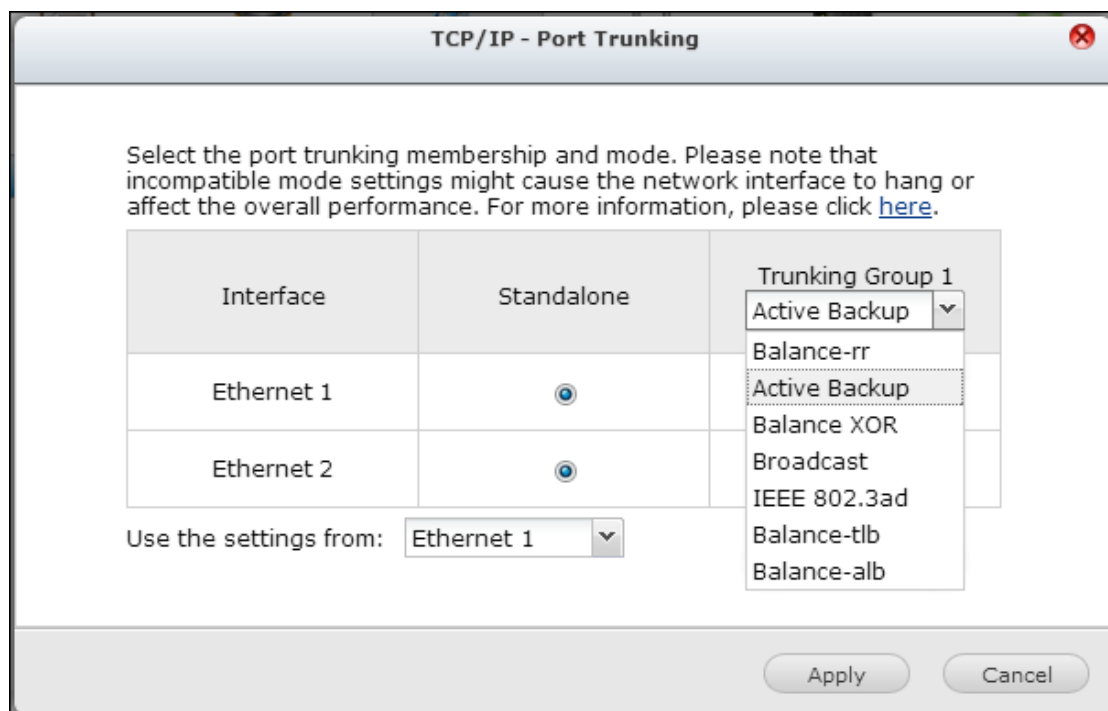 TCP/IP - Port Trunking
Select the port trunking membership and mode. Please note that
incompatible mode settings might cause the network interface to hang or
affect the overall performance. For more information, please click here.
Interface
Standalone
Trunking Group 1
Active Backup
Balance-rr
Active Backup
Balance XOR
Broadcast
IEEE 802.3ad
Balance-tlb
Balance-alb
Ethernet 1
Ethernet 2
Use the settings from: Ethernet 1
Apply
Cancel